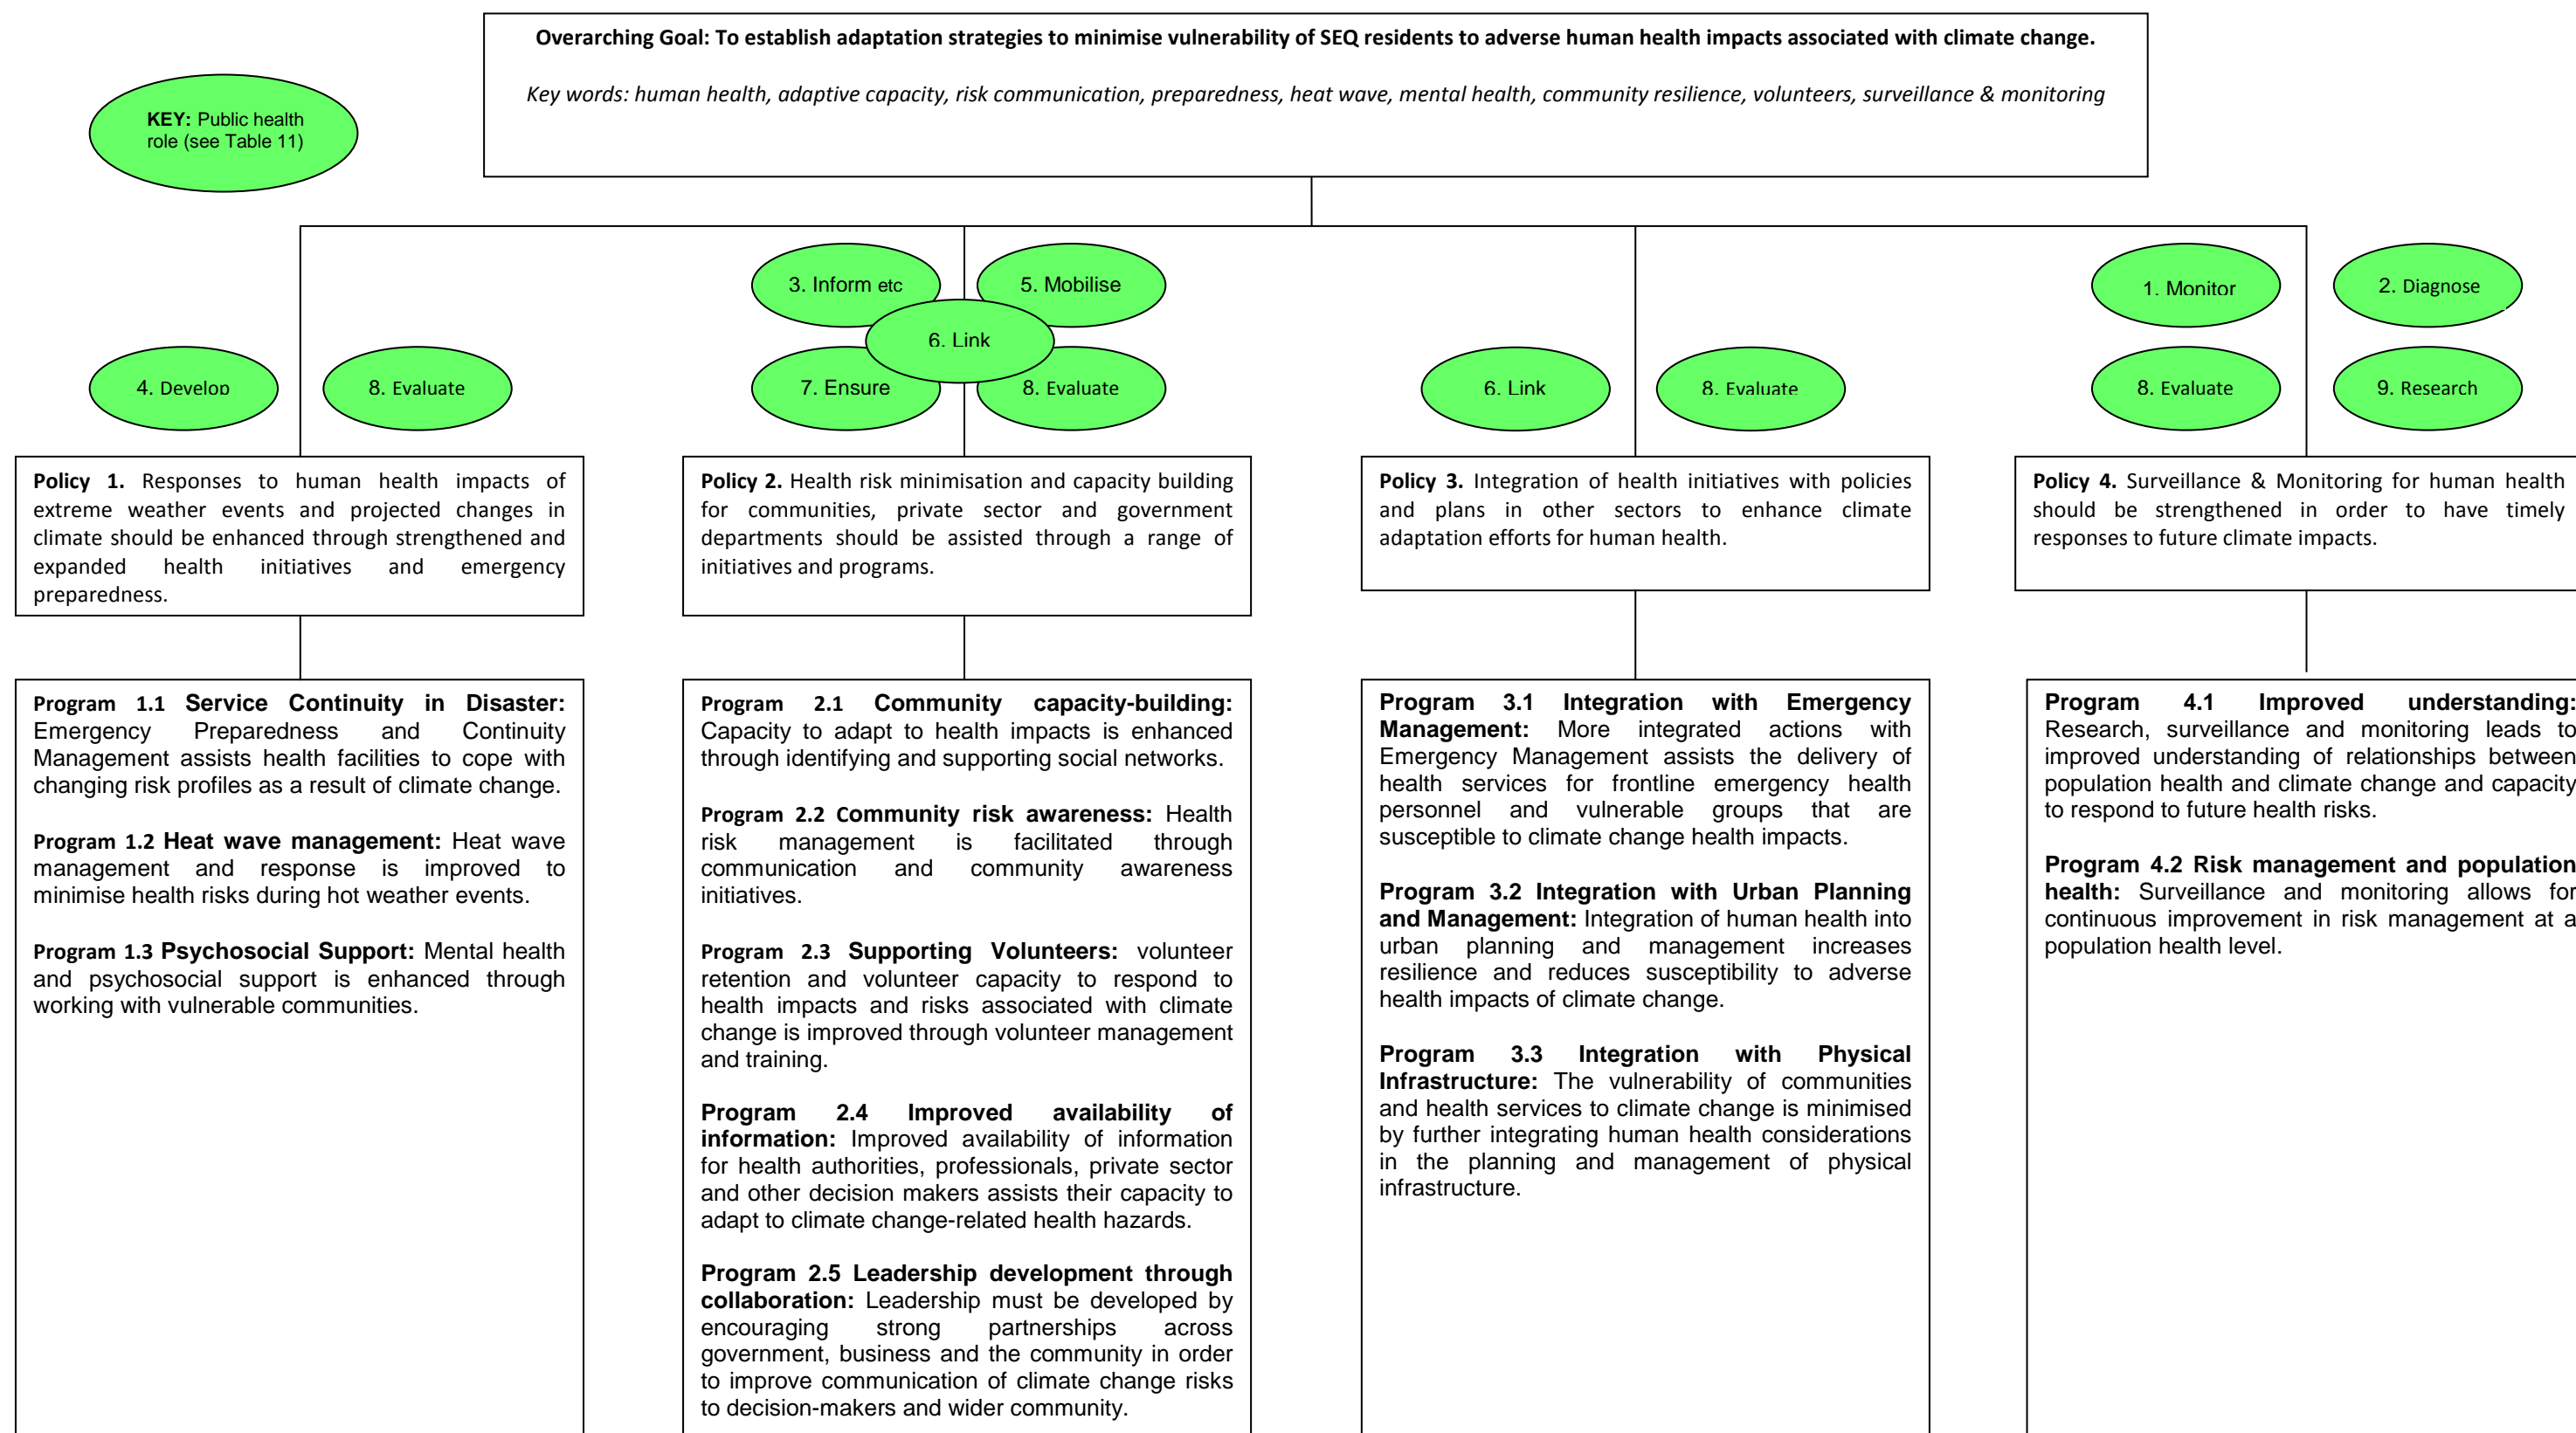 Overarching Goal: To establish adaptation strategies to minimise vulnerability of SEQ residents to adverse human health impacts associated with climate change.
Key words: human health, adaptive capacity, risk communication, preparedness, heat wave, mental health, community resilience, volunteers, surveillance & monitoring
KEY: Public health
role (see Table 11)
4. Develop
8. Evaluate
3. Inform etc
5. Mobilise
6. Link
7. Ensure
8. Evaluate
6. Link
8. Evaluate
1. Monitor
2. Diagnose
8. Evaluate
9. Research
Policy 1. Responses to human health impacts of
extreme weather events and projected changes in
climate should be enhanced through strengthened and
expanded health initiatives and emergency
preparedness.
Policy 2. Health risk minimisation and capacity building
for communities, private sector and government
departments should be assisted through a range of
initiatives and programs.
Policy 3. Integration of health initiatives with policies
and plans in other sectors to enhance climate
adaptation efforts for human health.
Policy 4. Surveillance & Monitoring for human health
should be strengthened in order to have timely
responses to future climate impacts.
Program 1.1 Service Continuity in Disaster:
Emergency Preparedness and Continuity
Management assists health facilities to cope with
changing risk profiles as a result of climate change.
Program 1.2 Heat wave management: Heat wave
management and response is improved to
minimise health risks during hot weather events.
Program 1.3 Psychosocial Support: Mental health
and psychosocial support is enhanced through
working with vulnerable communities.
Program 2.1 Community capacity-building:
Capacity to adapt to health impacts is enhanced
through identifying and supporting social networks.
Program 2.2 Community risk awareness: Health
risk management is facilitated through
communication and community awareness
initiatives.
Program 2.3 Supporting Volunteers: volunteer
retention and volunteer capacity to respond to
health impacts and risks associated with climate
change is improved through volunteer management
and training.
Program 2.4 Improved availability of
information: Improved availability of information
for health authorities, professionals, private sector
and other decision makers assists their capacity to
adapt to climate change-related health hazards.
Program 2.5 Leadership development through
collaboration: Leadership must be developed by
encouraging strong partnerships across
government, business and the community in order
to improve communication of climate change risks
to decision-makers and wider community.
Program 3.1 Integration with Emergency
Management: More integrated actions with
Emergency Management assists the delivery of
health services for frontline emergency health
personnel and vulnerable groups that are
susceptible to climate change health impacts.
Program 3.2 Integration with Urban Planning
and Management: Integration of human health into
urban planning and management increases
resilience and reduces susceptibility to adverse
health impacts of climate change.
Program 3.3 Integration with Physical
Infrastructure: The vulnerability of communities
and health services to climate change is minimised
by further integrating human health considerations
in the planning and management of physical
infrastructure.
Program 4.1 Improved understanding:
Research, surveillance and monitoring leads to
improved understanding of relationships between
population health and climate change and capacity
to respond to future health risks.
Program 4.2 Risk management and population
health: Surveillance and monitoring allows for
continuous improvement in risk management at a
population health level.